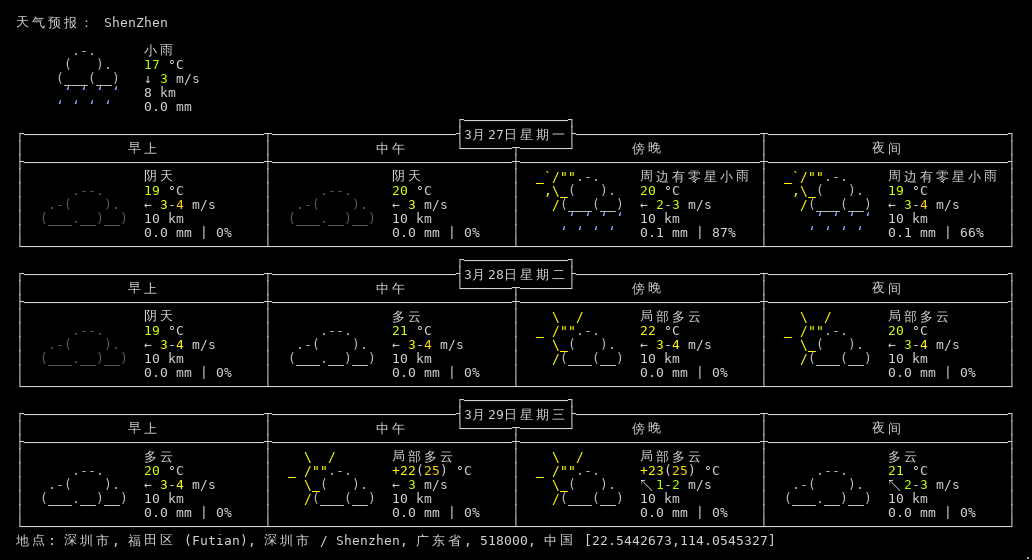 天气预报： ShenZhen
小雨
17 °C
↓ 3 m/s
8 km
0.0 mm
3月27日星期一
早上 中午 傍晚 夜间
阴天 阴天 周边有零星小雨 周边有零星小雨
19 °C 20 °C 20 °C 19 °C
← 3-4 m/s ← 3 m/s ← 2-3 m/s ← 3-4 m/s
10 km 10 km 10 km 10 km
0.0 mm | 0% 0.0 mm | 0% 0.1 mm | 87% 0.1 mm | 66%
3月28日星期二
早上 中午 傍晚 夜间
阴天 多云 局部多云 局部多云
19 °C 21 °C 22 °C 20 °C
← 3-4 m/s ← 3-4 m/s ← 3-4 m/s ← 3-4 m/s
10 km 10 km 10 km 10 km
0.0 mm | 0% 0.0 mm | 0% 0.0 mm | 0% 0.0 mm | 0%
3月29日星期三
早上 中午 傍晚 夜间
多云 局部多云 局部多云 多云
20 °C +22(25) °C +23(25) °C 21 °C
← 3-4 m/s ← 3 m/s ↖ 1-2 m/s ↖ 2-3 m/s
10 km 10 km 10 km 10 km
0.0 mm | 0% 0.0 mm | 0% 0.0 mm | 0% 0.0 mm | 0%
地点: 深圳市, 福田区 (Futian), 深圳市 / Shenzhen, 广东省, 518000, 中国 [22.5442673,114.0545327]